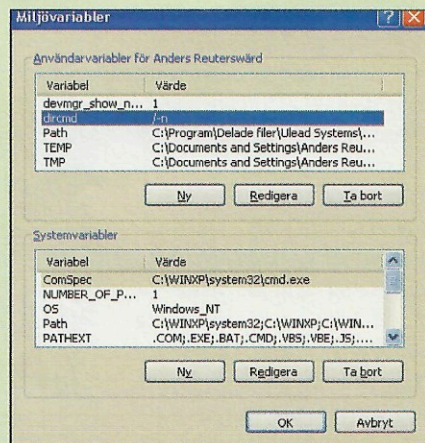 Miljövariabler
Användarvariabler för Anders Reuterswärd
Variabel Värde
devmgr_show_n... 1
dircmd /-n
Path C:\Program\Delade filer\Ulead Systems\...
TEMP C:\Documents and Settings\Anders Reu...
TMP C:\Documents and Settings\Anders Reu...
Ny Redigera Ta bort
Systemvariabler
Variabel Värde
ComSpec C:\WINXP\system32\cmd.exe
NUMBER_OF_P... 1
OS Windows_NT
Path C:\WINXP\system32;C:\WINXP;C:\WIN...
PATHEXT .COM;.EXE;.BAT;.CMD;.VBS;.VBE;.JS;....
Ny Redigera Ta bort
OK Avbryt